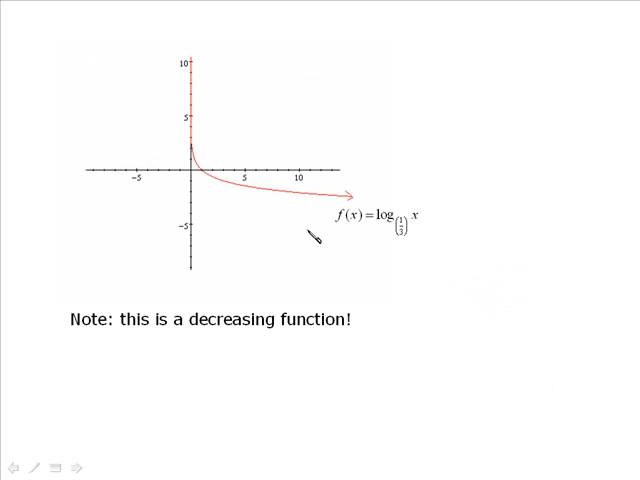 10
5
−5 5 10
−5
f(x) = log_(1/3) x
Note: this is a decreasing function!